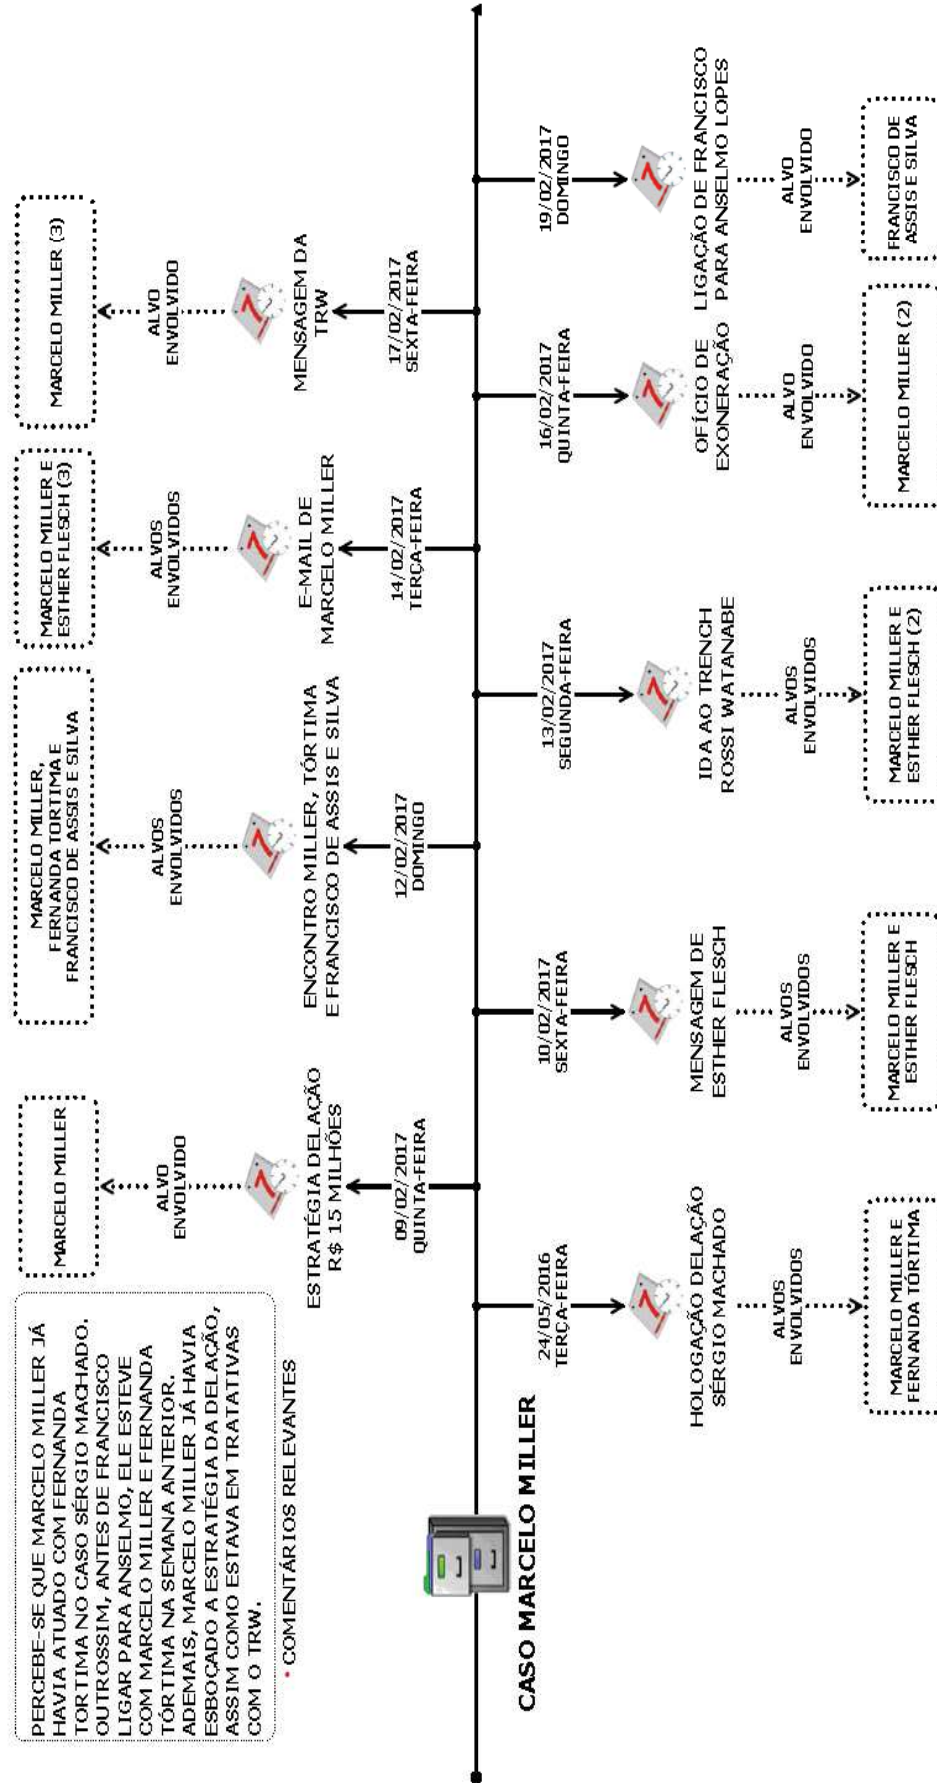 PERCEBE-SE QUE MARCELO MILLER JÁ
HAVIA ATUADO COM FERNANDA
TORTIMA NO CASO SÉRGIO MACHADO.
OUTROSSIM, ANTES DE FRANCISCO
LIGAR PARA ANSELMO, ELE ESTEVE
COM MARCELO MILLER E FERNANDA
TÓRTIMA NA SEMANA ANTERIOR.
ADEMAIS, MARCELO MILLER JÁ HAVIA
ESBOÇADO A ESTRATÉGIA DA DELAÇÃO,
ASSIM COMO ESTAVA EM TRATATIVAS
COM O TRW.
• COMENTÁRIOS RELEVANTES
CASO MARCELO MILLER
MARCELO MILLER
ALVO
ENVOLVIDO
ESTRATÉGIA DELAÇÃO
R$ 15 MILHÕES
09/02/2017
QUINTA-FEIRA
MARCELO MILLER,
FERNANDA TORTIMA E
FRANCISCO DE ASSIS E SILVA
ALVOS
ENVOLVIDOS
ENCONTRO MILLER, TÓRTIMA
E FRANCISCO DE ASSIS E SILVA
12/02/2017
DOMINGO
MARCELO MILLER E
ESTHER FLESCH (3)
ALVOS
ENVOLVIDOS
E-MAIL DE
MARCELO MILLER
14/02/2017
TERÇA-FEIRA
MARCELO MILLER (3)
ALVO
ENVOLVIDO
MENSAGEM DA
TRW
17/02/2017
SEXTA-FEIRA
24/05/2016
TERÇA-FEIRA
HOLOGAÇÃO DELAÇÃO
SÉRGIO MACHADO
ALVOS
ENVOLVIDOS
MARCELO MILLER E
FERNANDA TÓRTIMA
10/02/2017
SEXTA-FEIRA
MENSAGEM DE
ESTHER FLESCH
ALVOS
ENVOLVIDOS
MARCELO MILLER E
ESTHER FLESCH
13/02/2017
SEGUNDA-FEIRA
IDA AO TRENCH
ROSSI WATANABE
ALVOS
ENVOLVIDOS
MARCELO MILLER E
ESTHER FLESCH (2)
16/02/2017
QUINTA-FEIRA
OFÍCIO DE
EXONERAÇÃO
ALVO
ENVOLVIDO
MARCELO MILLER (2)
19/02/2017
DOMINGO
LIGAÇÃO DE FRANCISCO
PARA ANSELMO LOPES
ALVO
ENVOLVIDO
FRANCISCO DE
ASSIS E SILVA